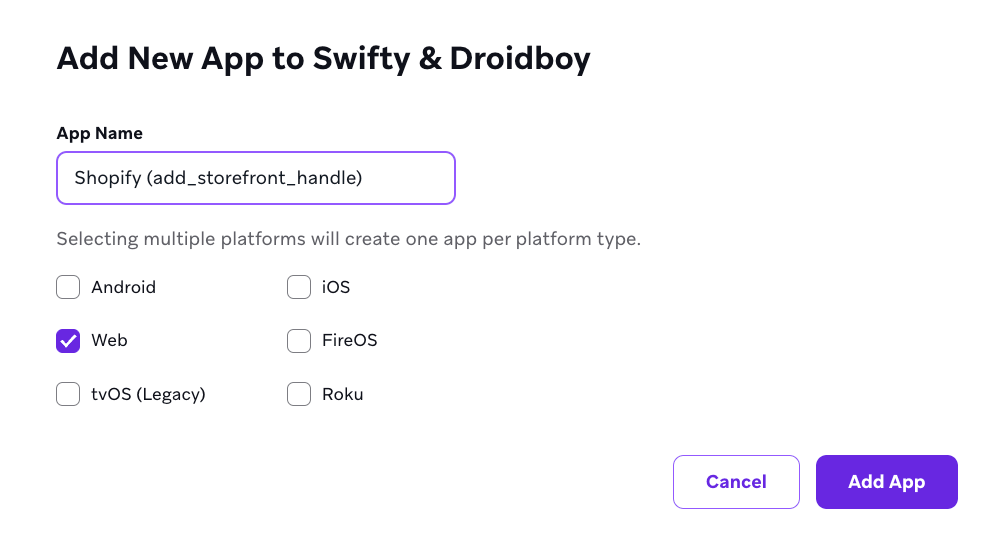 Add New App to Swifty & Droidboy
App Name
Shopify (add_storefront_handle)
Selecting multiple platforms will create one app per platform type.
Android
iOS
Web
FireOS
tvOS (Legacy)
Roku
Cancel
Add App